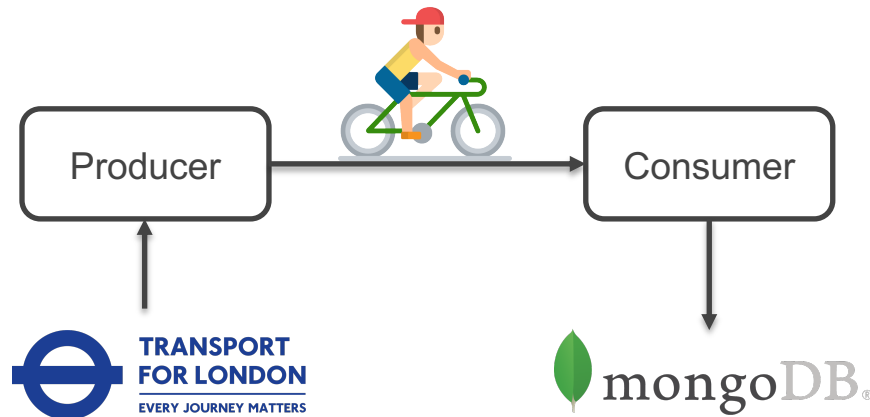 Producer
Consumer
TRANSPORT
FOR LONDON
EVERY JOURNEY MATTERS
mongoDB®